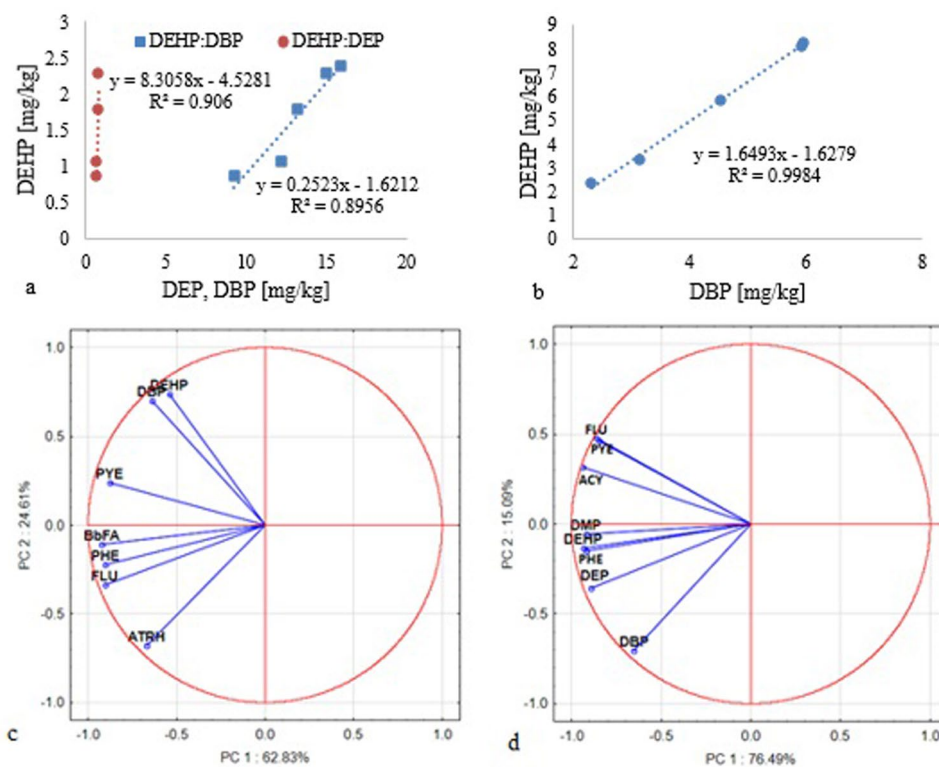 DEHP:DBP DEHP:DEP
y = 8.3058x - 4.5281
R² = 0.906
y = 0.2523x - 1.6212
R² = 0.8956
DEHP [mg/kg]
3
2.5
2
1.5
1
0.5
0
0 5 10 15 20
a
DEP, DBP [mg/kg]
DEHP [mg/kg]
9
8
7
6
5
4
3
2
1
0
y = 1.6493x - 1.6279
R² = 0.9984
2 4 6 8
b
DBP [mg/kg]
PC 2 : 24.61%
1.0
0.5
0.0
-0.5
-1.0
DEHP
DBP
PYE
BbFA
PHE
FLU
ATRH
-1.0 -0.5 0.0 0.5 1.0
c
PC 1 : 62.83%
PC 2 : 15.09%
1.0
0.5
0.0
-0.5
-1.0
FLU
PYE
ACY
DMP
DEHP
PHE
DEP
DBP
-1.0 -0.5 0.0 0.5 1.0
d
PC 1 : 76.49%